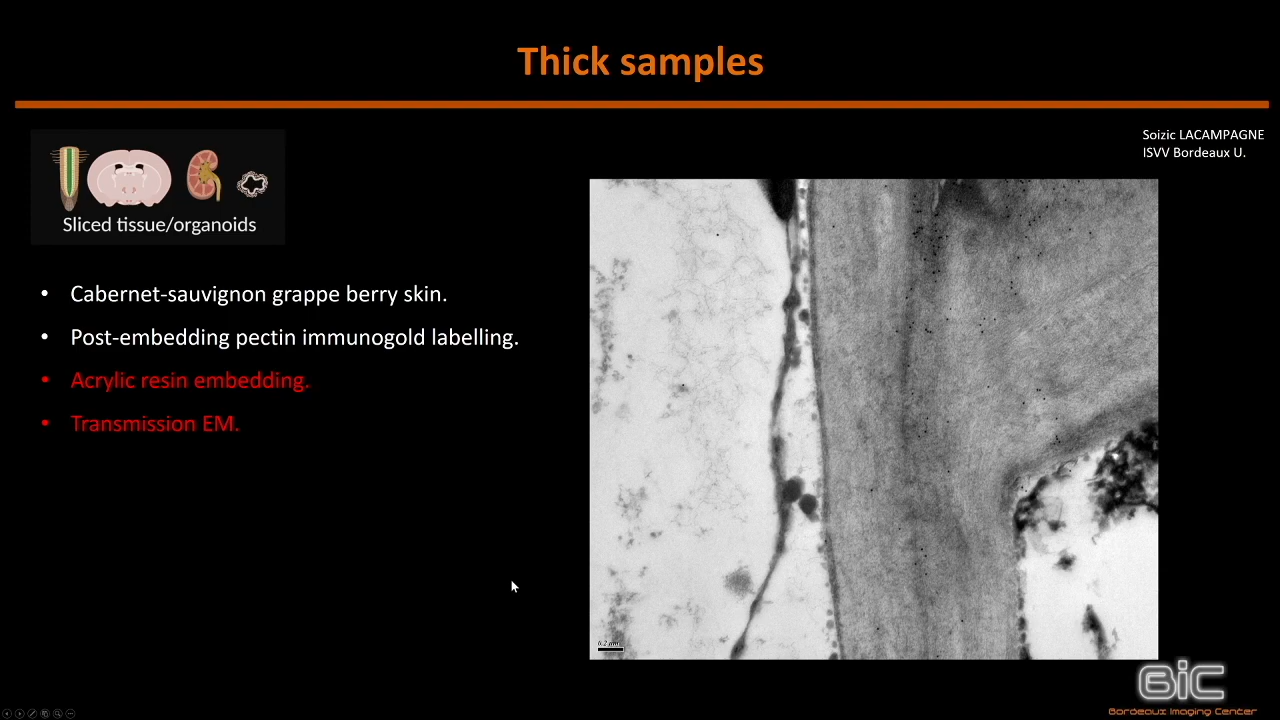 Thick samples
Soizic LACAMPAGNE
ISVV Bordeaux U.
Sliced tissue/organoids
• Cabernet-sauvignon grappe berry skin.
• Post-embedding pectin immunogold labelling.
• Acrylic resin embedding.
• Transmission EM.
BiC
Bordeaux Imaging Center